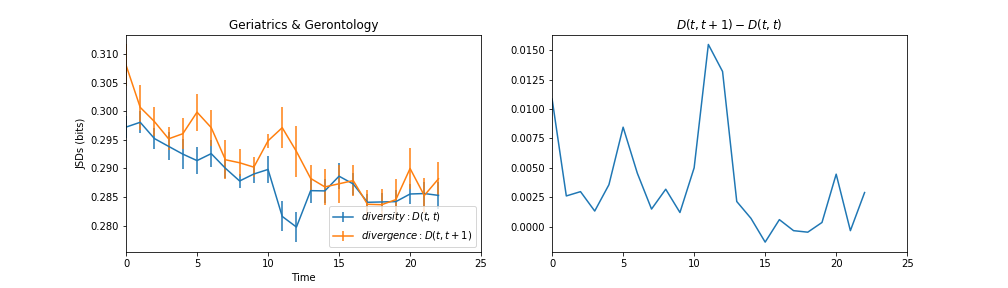 Geriatrics & Gerontology
JSDs (bits)
0.310
0.305
0.300
0.295
0.290
0.285
0.280
0 5 10 15 20 25
Time
diversity: D(t, t)
divergence: D(t, t+1)
D(t, t+1) − D(t, t)
0.0150
0.0125
0.0100
0.0075
0.0050
0.0025
0.0000
0 5 10 15 20 25